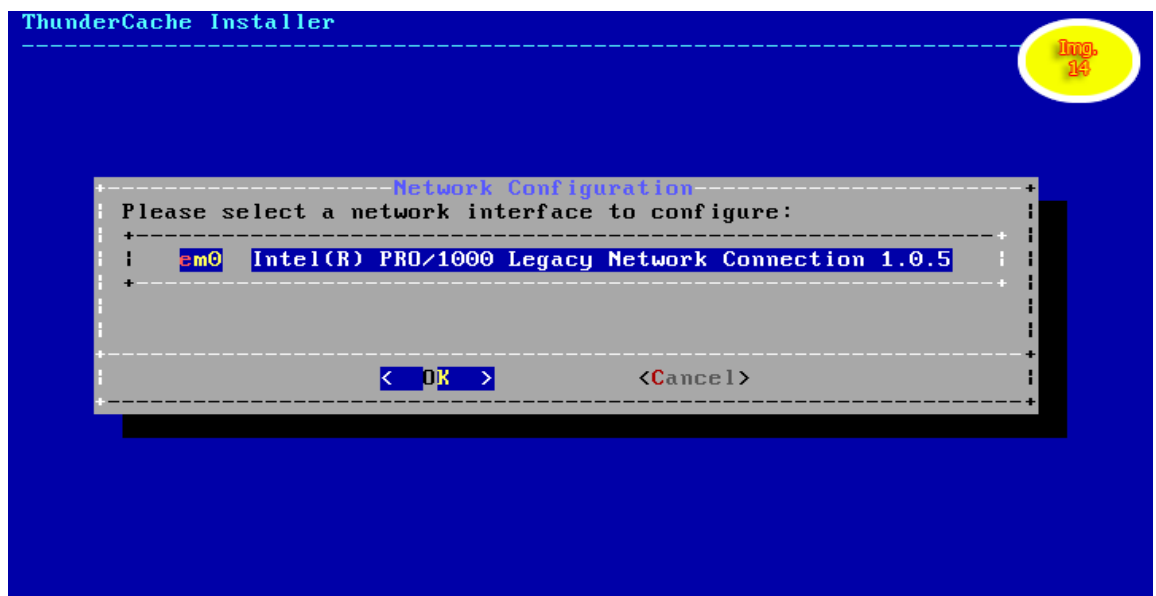 ThunderCache Installer
Img.
14
Network Configuration
Please select a network interface to configure:
em0 Intel(R) PRO/1000 Legacy Network Connection 1.0.5
< OK > <Cancel>